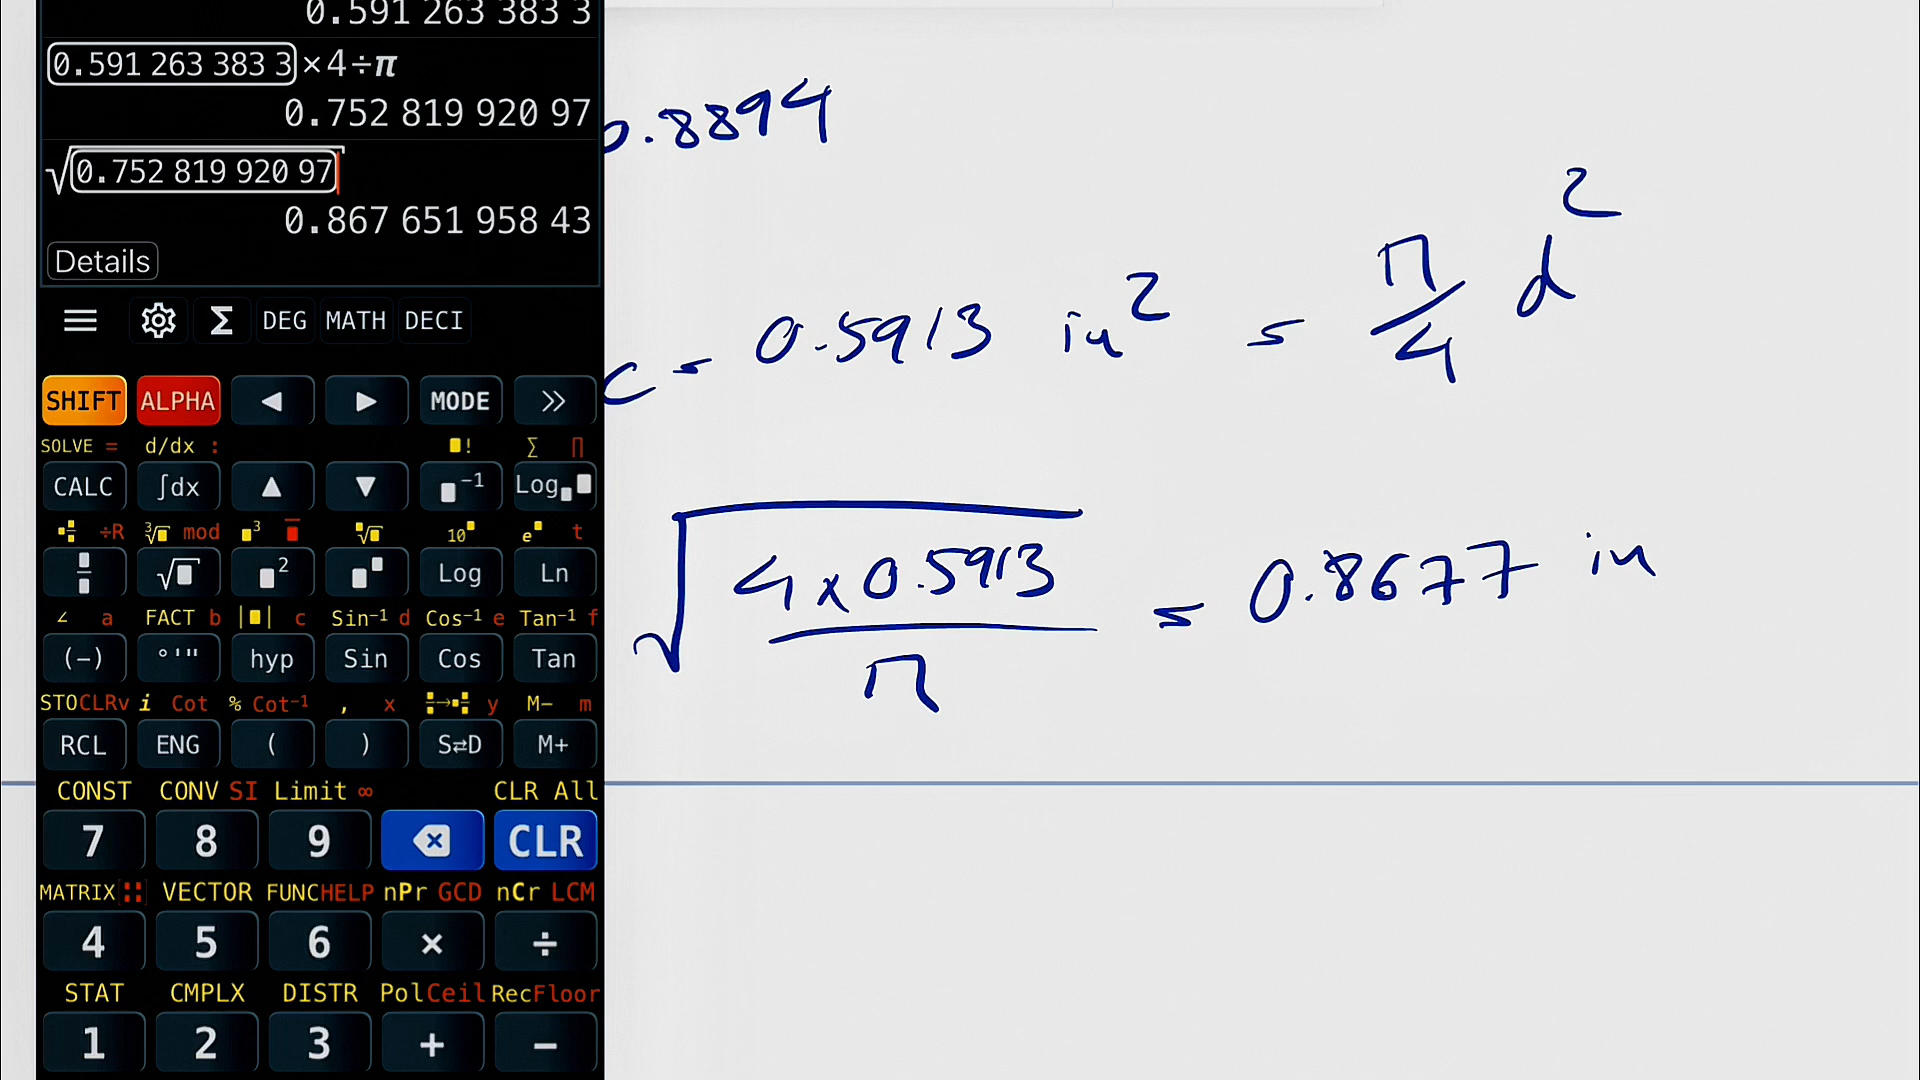 0.591 263 383 3
0.591 263 383 3×4÷π
0.752 819 920 97
√0.752 819 920 97
0.867 651 958 43
Details
DEG MATH DECI
SHIFT ALPHA ◀ ▶ MODE >>
SOLVE = d/dx : ! ∑ ∏
CALC ∫dx ▲ ▼ ⁻¹ Log
÷R ³√ mod ³ √ 10 e t
√ ² Log Ln
∠ a FACT b | | c Sin⁻¹ d Cos⁻¹ e Tan⁻¹ f
(−) °'" hyp Sin Cos Tan
STO CLRv i Cot % Cot⁻¹ , x y M− m
RCL ENG ( ) S⇄D M+
CONST CONV SI Limit ∞ CLR All
7 8 9 CLR
MATRIX VECTOR FUNC HELP nPr GCD nCr LCM
4 5 6 × ÷
STAT CMPLX DISTR Pol Ceil Rec Floor
1 2 3 + −
0.8894
c = 0.5913 in² = π/4 d²
√(4×0.5913/π) = 0.8677 in